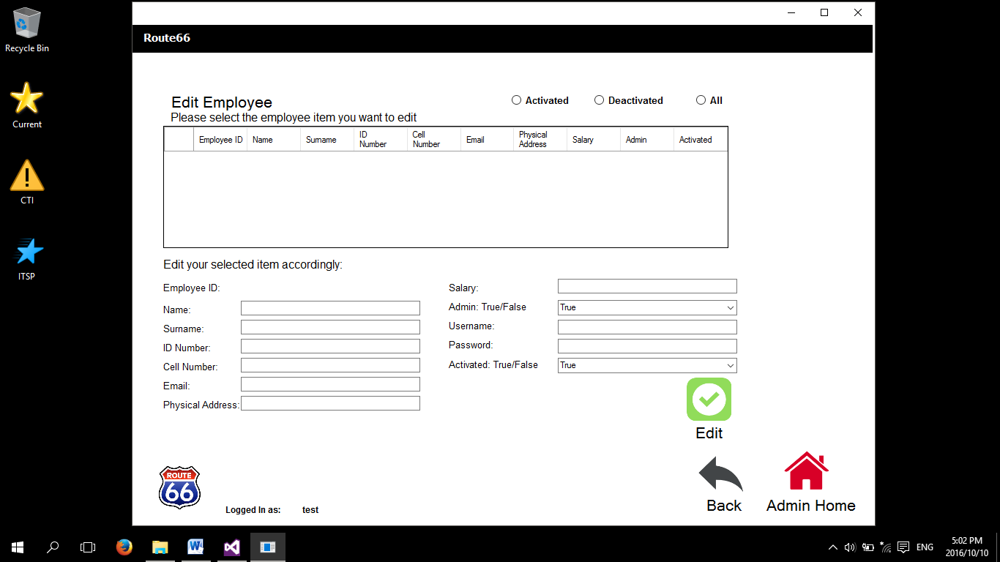 Recycle Bin
Current
CTI
ITSP
Route66
Edit Employee
Please select the employee item you want to edit
Activated Deactivated All
Employee ID Name Surname ID Number Cell Number Email Physical Address Salary Admin Activated
Edit your selected item accordingly:
Employee ID:
Name:
Surname:
ID Number:
Cell Number:
Email:
Physical Address:
Salary:
Admin: True/False True
Username:
Password:
Activated: True/False True
Edit
Back
Admin Home
ROUTE
66
Logged In as: test
ENG
5:02 PM
2016/10/10